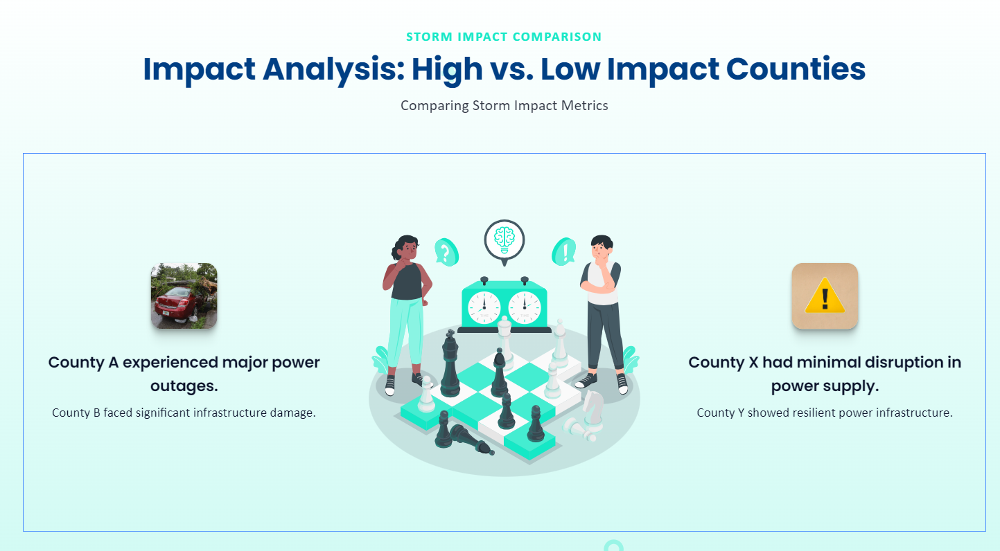 STORM IMPACT COMPARISON
Impact Analysis: High vs. Low Impact Counties
Comparing Storm Impact Metrics
County A experienced major power
outages.
County B faced significant infrastructure damage.
County X had minimal disruption in
power supply.
County Y showed resilient power infrastructure.